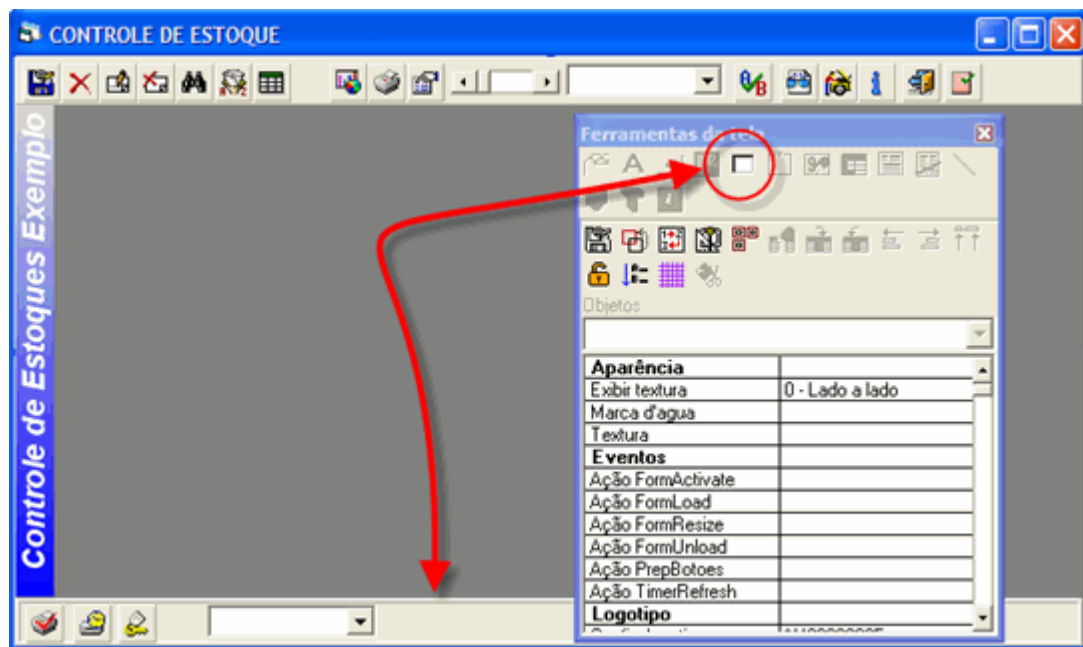 CONTROLE DE ESTOQUE
Controle de Estoques Exemplo
Ferramentas da tela
Objetos
Aparência
Exibir textura 0 - Lado a lado
Marca d'agua
Textura
Eventos
Ação FormActivate
Ação FormLoad
Ação FormResize
Ação FormUnload
Ação PrepBotoes
Ação TimerRefresh
Logotipo